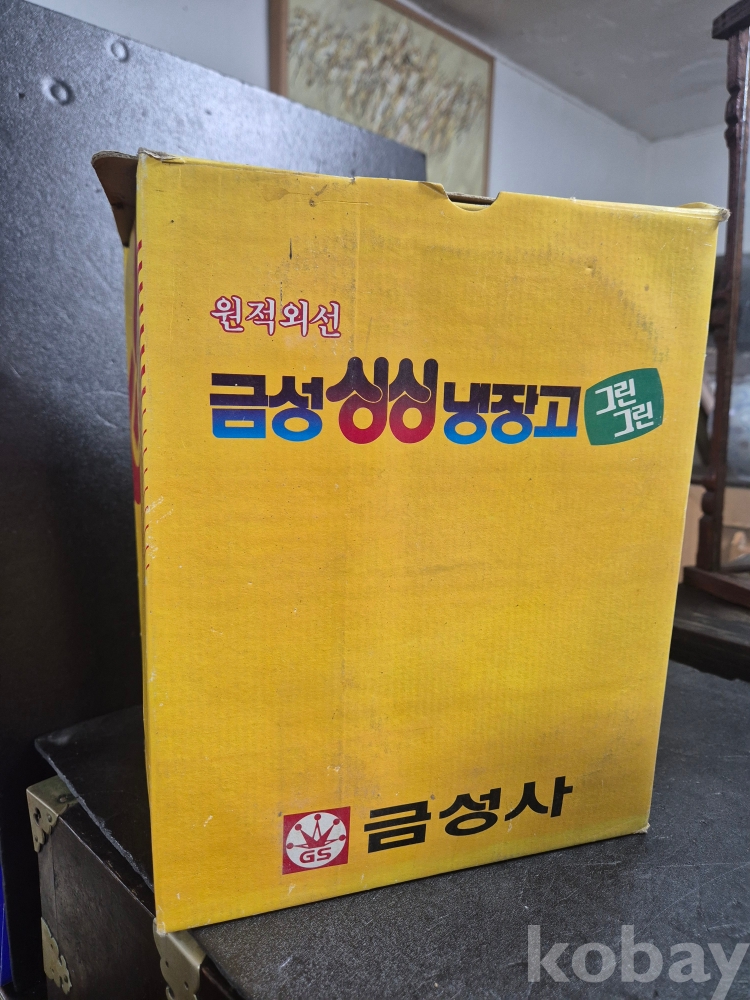 원적외선
금성 싱싱 냉장고 그린
그린
GS 금성사
kobay